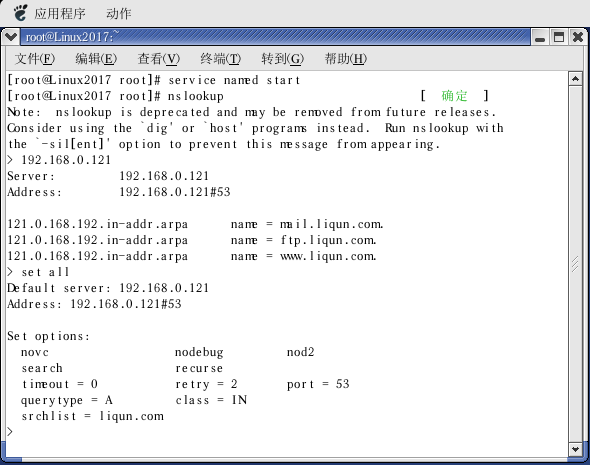 应用程序 动作
root@Linux2017:~
文件(F) 编辑(E) 查看(V) 终端(T) 转到(G) 帮助(H)
[root@Linux2017 root]# service named start
[root@Linux2017 root]# nslookup [ 确定 ]
Note: nslookup is deprecated and may be removed from future releases.
Consider using the `dig' or `host' programs instead. Run nslookup with
the `-sil[ent]' option to prevent this message from appearing.
> 192.168.0.121
Server: 192.168.0.121
Address: 192.168.0.121#53
121.0.168.192.in-addr.arpa name = mail.liqun.com.
121.0.168.192.in-addr.arpa name = ftp.liqun.com.
121.0.168.192.in-addr.arpa name = www.liqun.com.
> set all
Default server: 192.168.0.121
Address: 192.168.0.121#53
Set options:
novc nodebug nod2
search recurse
timeout = 0 retry = 2 port = 53
querytype = A class = IN
srchlist = liqun.com
>